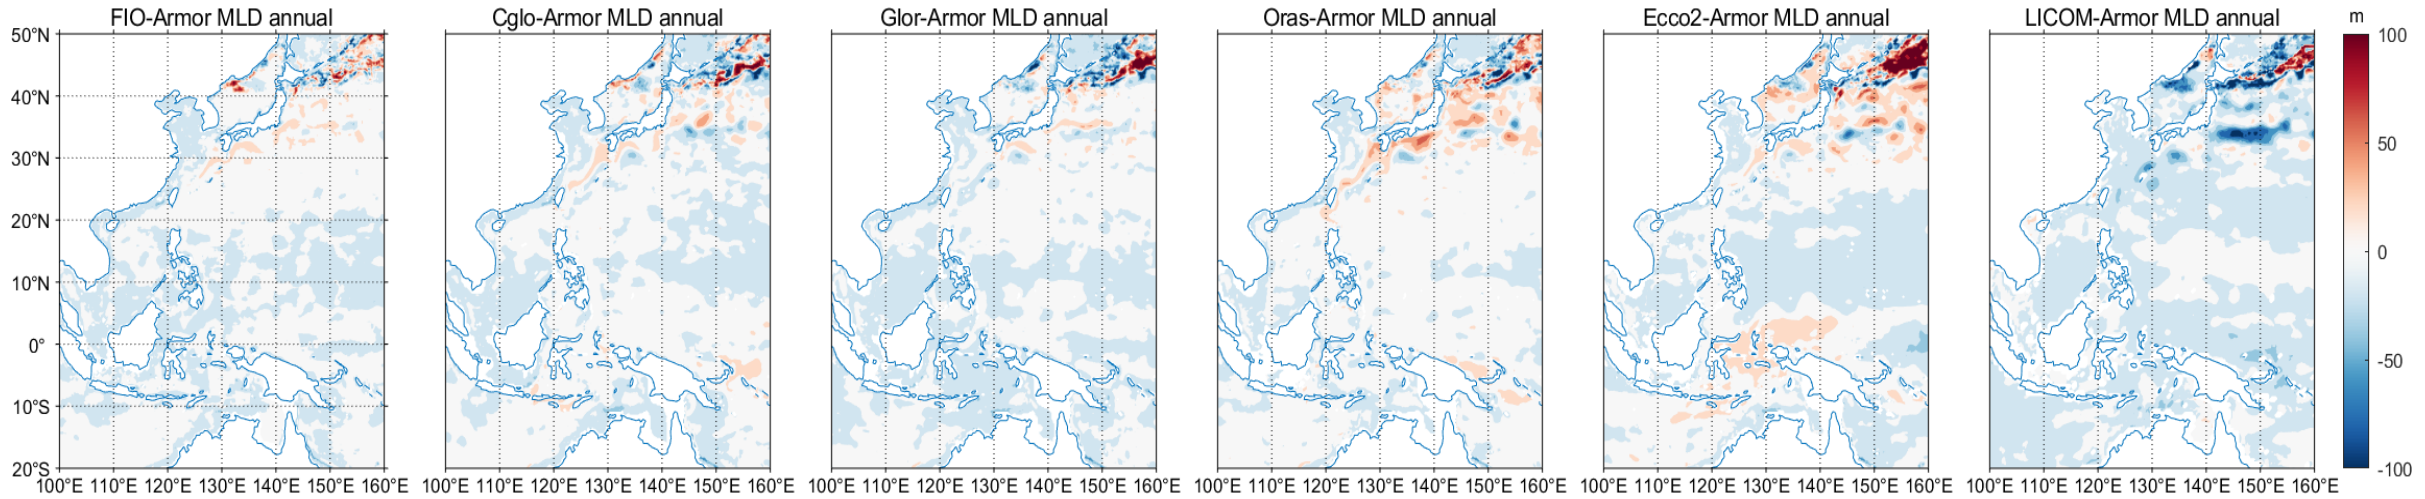 FIO-Armor MLD annual
Cglo-Armor MLD annual
Glor-Armor MLD annual
Oras-Armor MLD annual
Ecco2-Armor MLD annual
LICOM-Armor MLD annual
m
50°N
40°N
30°N
20°N
10°N
0°
10°S
20°S
100°E 110°E 120°E 130°E 140°E 150°E 160°E
100°E 110°E 120°E 130°E 140°E 150°E 160°E
100°E 110°E 120°E 130°E 140°E 150°E 160°E
100°E 110°E 120°E 130°E 140°E 150°E 160°E
100°E 110°E 120°E 130°E 140°E 150°E 160°E
100°E 110°E 120°E 130°E 140°E 150°E 160°E
100
50
0
-50
-100